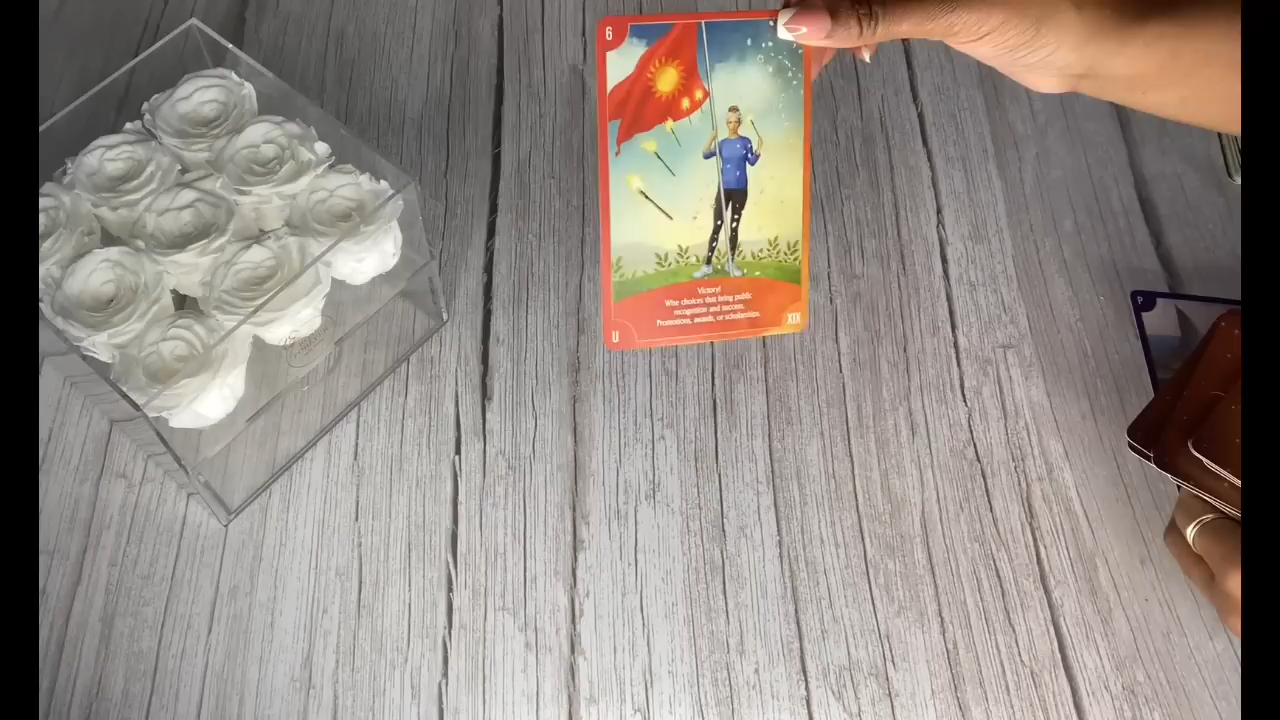 6
Victory!
Wise choices that bring public
recognition and success.
Promotions, awards, or scholarships.
U
XIX
P